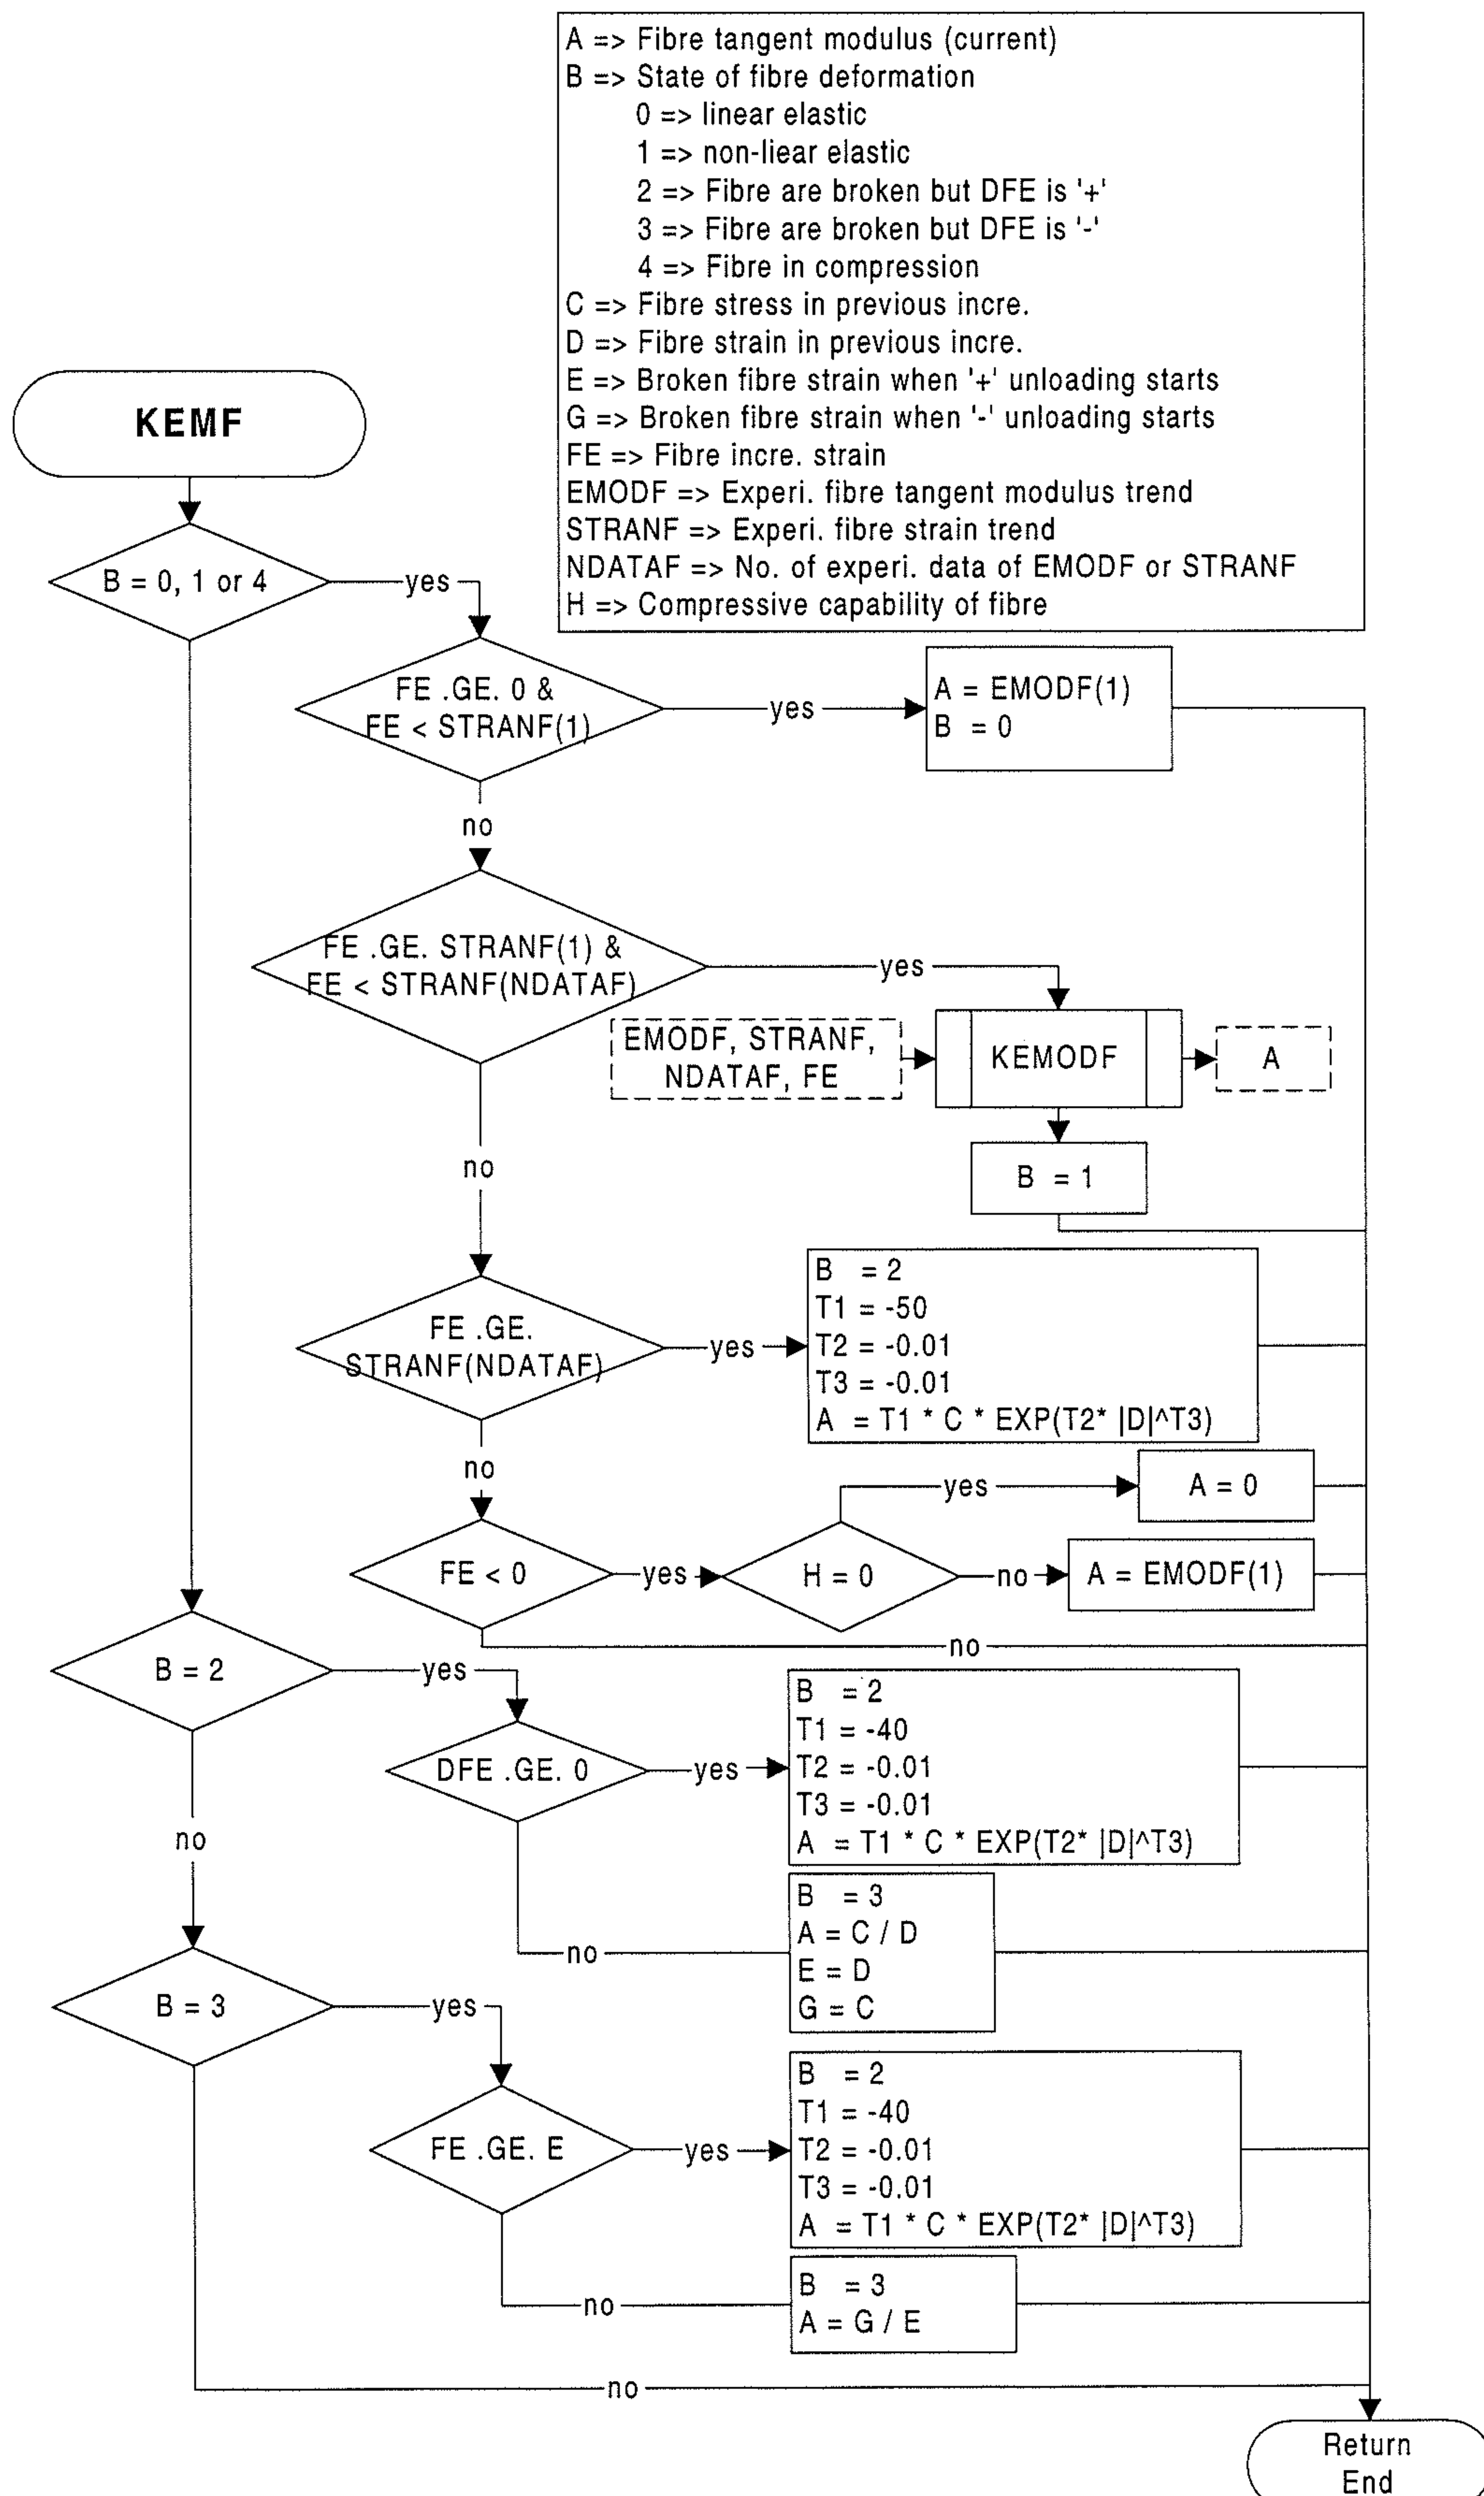 A => Fibre tangent modulus (current)
B => State of fibre deformation
0 => linear elastic
1 => non-liear elastic
2 => Fibre are broken but DFE is '+'
3 => Fibre are broken but DFE is '-'
4 => Fibre in compression
C => Fibre stress in previous incre.
D => Fibre strain in previous incre.
E => Broken fibre strain when '+' unloading starts
G => Broken fibre strain when '-' unloading starts
FE => Fibre incre. strain
EMODF => Experi. fibre tangent modulus trend
STRANF => Experi. fibre strain trend
NDATAF => No. of experi. data of EMODF or STRANF
H => Compressive capability of fibre
KEMF
B = 0, 1 or 4
yes
FE .GE. 0 &
FE < STRANF(1)
yes
A = EMODF(1)
B = 0
no
FE .GE. STRANF(1) &
FE < STRANF(NDATAF)
yes
EMODF, STRANF,
NDATAF, FE
KEMODF
A
B = 1
no
FE .GE.
STRANF(NDATAF)
yes
B = 2
T1 = -50
T2 = -0.01
T3 = -0.01
A = T1 * C * EXP(T2* |D|^T3)
no
FE < 0
yes
H = 0
yes
A = 0
no
A = EMODF(1)
no
B = 2
yes
DFE .GE. 0
yes
B = 2
T1 = -40
T2 = -0.01
T3 = -0.01
A = T1 * C * EXP(T2* |D|^T3)
no
B = 3
A = C / D
E = D
G = C
no
B = 3
yes
FE .GE. E
yes
B = 2
T1 = -40
T2 = -0.01
T3 = -0.01
A = T1 * C * EXP(T2* |D|^T3)
no
B = 3
A = G / E
no
Return
End